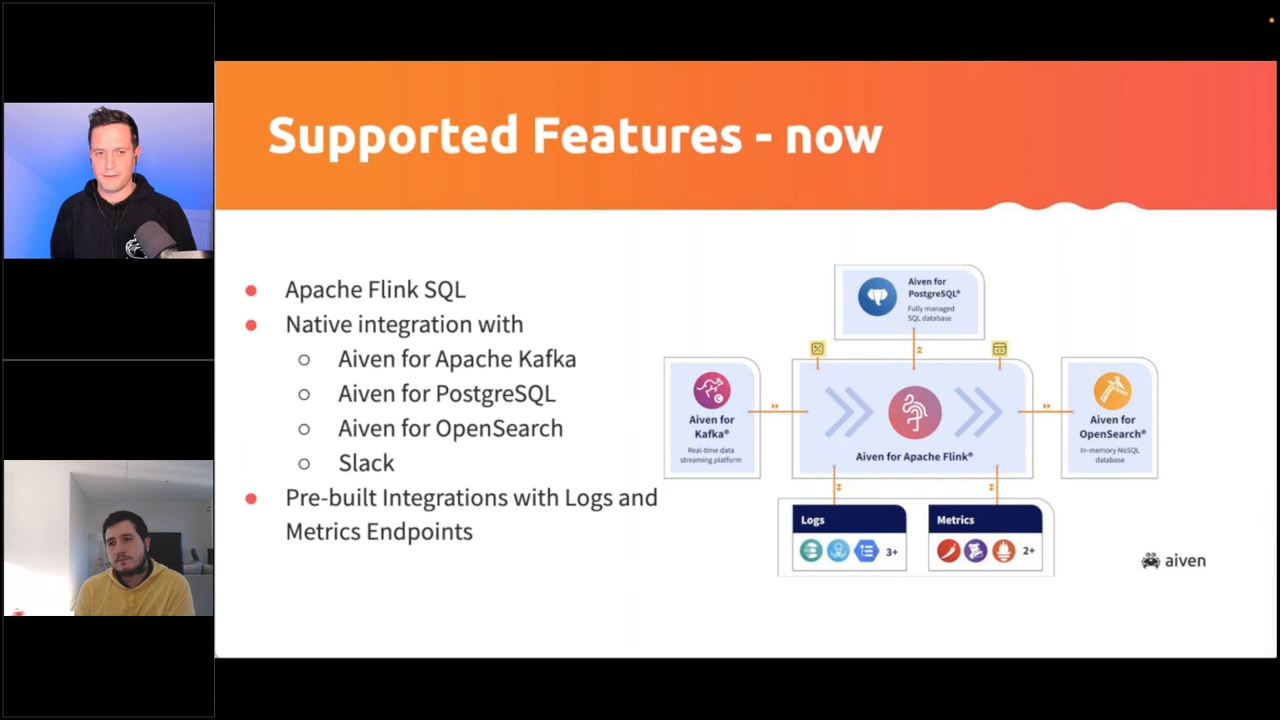 Supported Features - now
Apache Flink SQL
Native integration with
Aiven for Apache Kafka
Aiven for PostgreSQL
Aiven for OpenSearch
Slack
Pre-built Integrations with Logs and
Metrics Endpoints
Aiven for
PostgreSQL®
Fully managed
SQL database
Aiven for
Kafka®
Real-time data
streaming platform
Aiven for Apache Flink®
Aiven for
OpenSearch®
In-memory NoSQL
database
Logs
3+
Metrics
2+
aiven